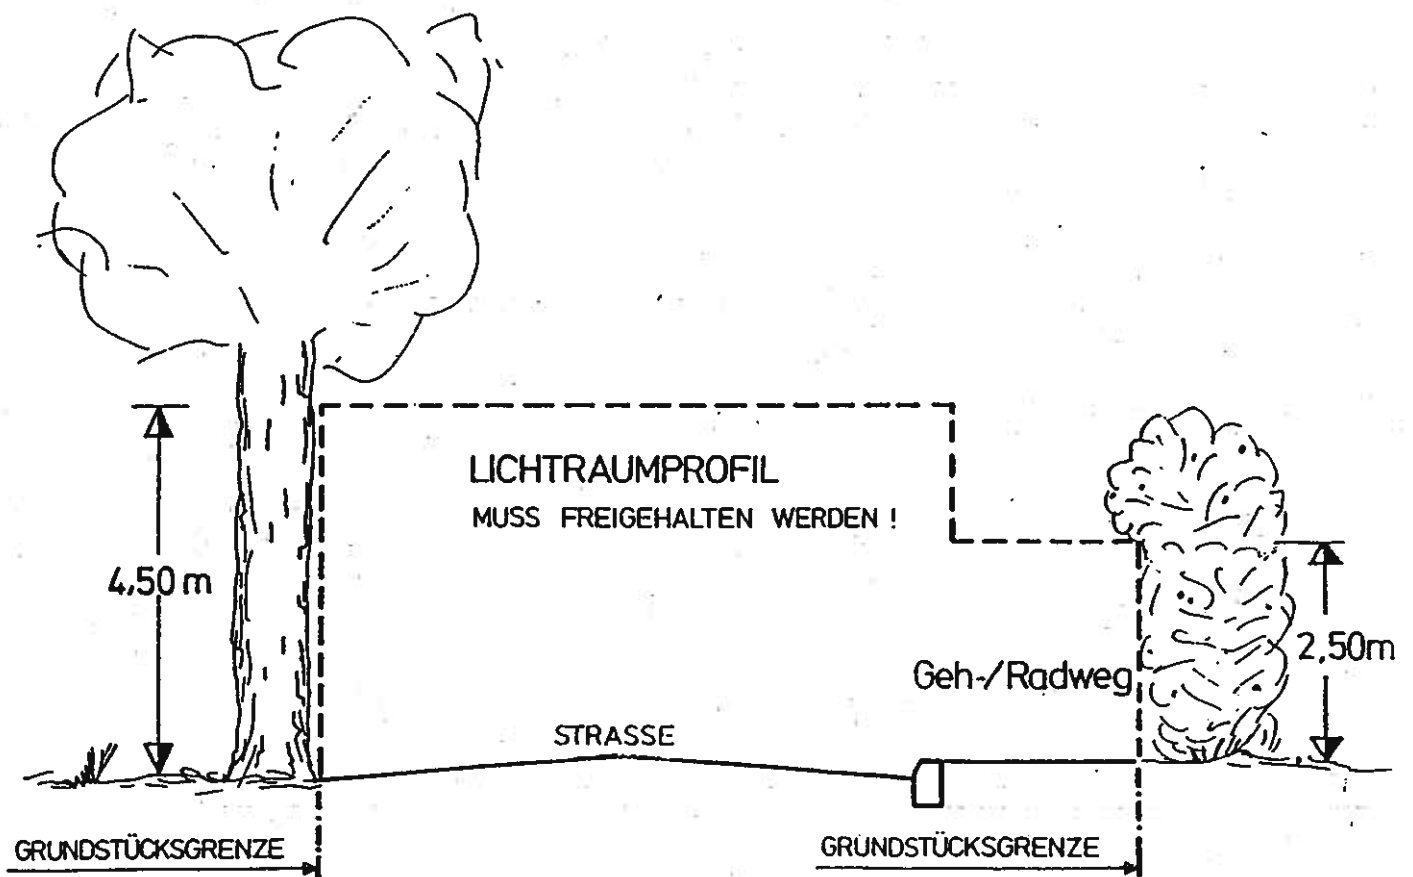 LICHTRAUMPROFIL
MUSS FREIGEHALTEN WERDEN !
4,50 m
2,50m
Geh-/Radweg
STRASSE
GRUNDSTÜCKSGRENZE
GRUNDSTÜCKSGRENZE